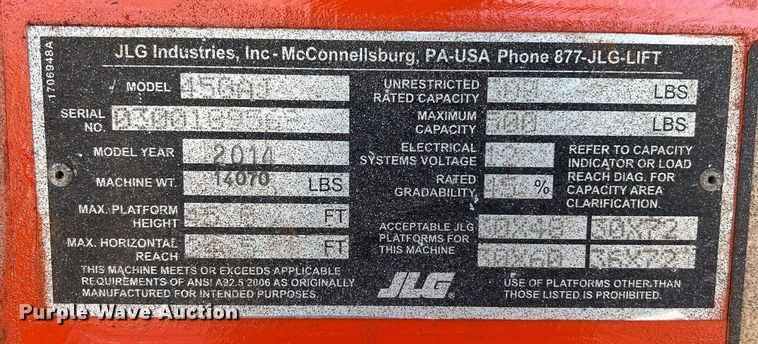 1706948A
JLG Industries, Inc - McConnellsburg, PA-USA Phone 877-JLG-LIFT
MODEL
SERIAL NO.
MODEL YEAR 2014
MACHINE WT. 14070 LBS
MAX. PLATFORM HEIGHT FT
MAX. HORIZONTAL REACH FT
THIS MACHINE MEETS OR EXCEEDS APPLICABLE
REQUIREMENTS OF ANSI A92.5 2006 AS ORIGINALLY
MANUFACTURED FOR INTENDED PURPOSES.
UNRESTRICTED
RATED CAPACITY LBS
MAXIMUM
CAPACITY LBS
ELECTRICAL
SYSTEMS VOLTAGE
RATED
GRADABILITY %
REFER TO CAPACITY
INDICATOR OR LOAD
REACH DIAG. FOR
CAPACITY AREA
CLARIFICATION.
ACCEPTABLE JLG
PLATFORMS FOR
THIS MACHINE
JLG®
USE OF PLATFORMS OTHER THAN
THOSE LISTED IS PROHIBITED.
Purple Wave Auction